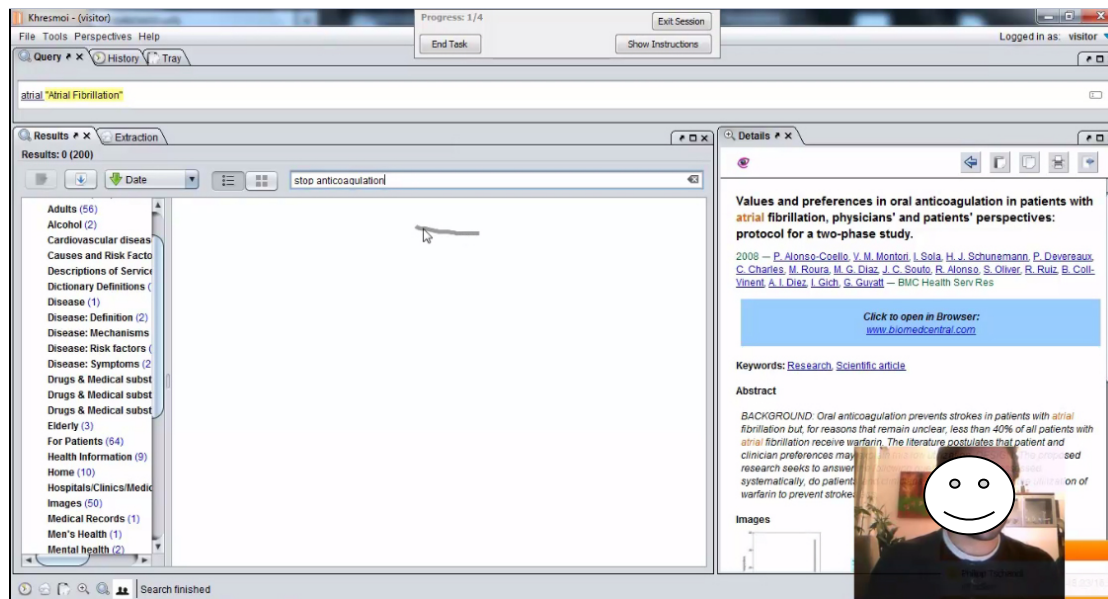 Khresmoi - (visitor)
Progress: 1/4
Exit Session
End Task
Show Instructions
File Tools Perspectives Help
Logged in as: visitor
Query
History
Tray
atrial "Atrial Fibrillation"
Results
Extraction
Results: 0 (200)
Date
stop anticoagulation
Adults (56)
Alcohol (2)
Cardiovascular diseas
Causes and Risk Facto
Descriptions of Service
Dictionary Definitions (
Disease (1)
Disease: Definition (2)
Disease: Mechanisms
Disease: Risk factors (
Disease: Symptoms (2
Drugs & Medical subst
Drugs & Medical subst
Drugs & Medical subst
Elderly (3)
For Patients (64)
Health Information (9)
Home (10)
Hospitals/Clinics/Medic
Images (50)
Medical Records (1)
Men's Health (1)
Mental health (2)
Details
Values and preferences in oral anticoagulation in patients with
atrial fibrillation, physicians' and patients' perspectives:
protocol for a two-phase study.
2008 — P. Alonso-Coello, V. M. Montori, I. Sola, H. J. Schunemann, P. Devereaux,
C. Charles, M. Roura, M. G. Diaz, J. C. Souto, R. Alonso, S. Oliver, R. Ruiz, B. Coll-
Vinent, A. I. Diez, I. Gich, G. Guyatt — BMC Health Serv Res
Click to open in Browser:
www.biomedcentral.com
Keywords: Research, Scientific article
Abstract
BACKGROUND: Oral anticoagulation prevents strokes in patients with atrial
fibrillation but, for reasons that remain unclear, less than 40% of all patients with
atrial fibrillation receive warfarin. The literature postulates that patient and
clinician preferences may
research seeks to answer
systematically, do patient on of
warfarin to prevent stroke
Images
Search finished